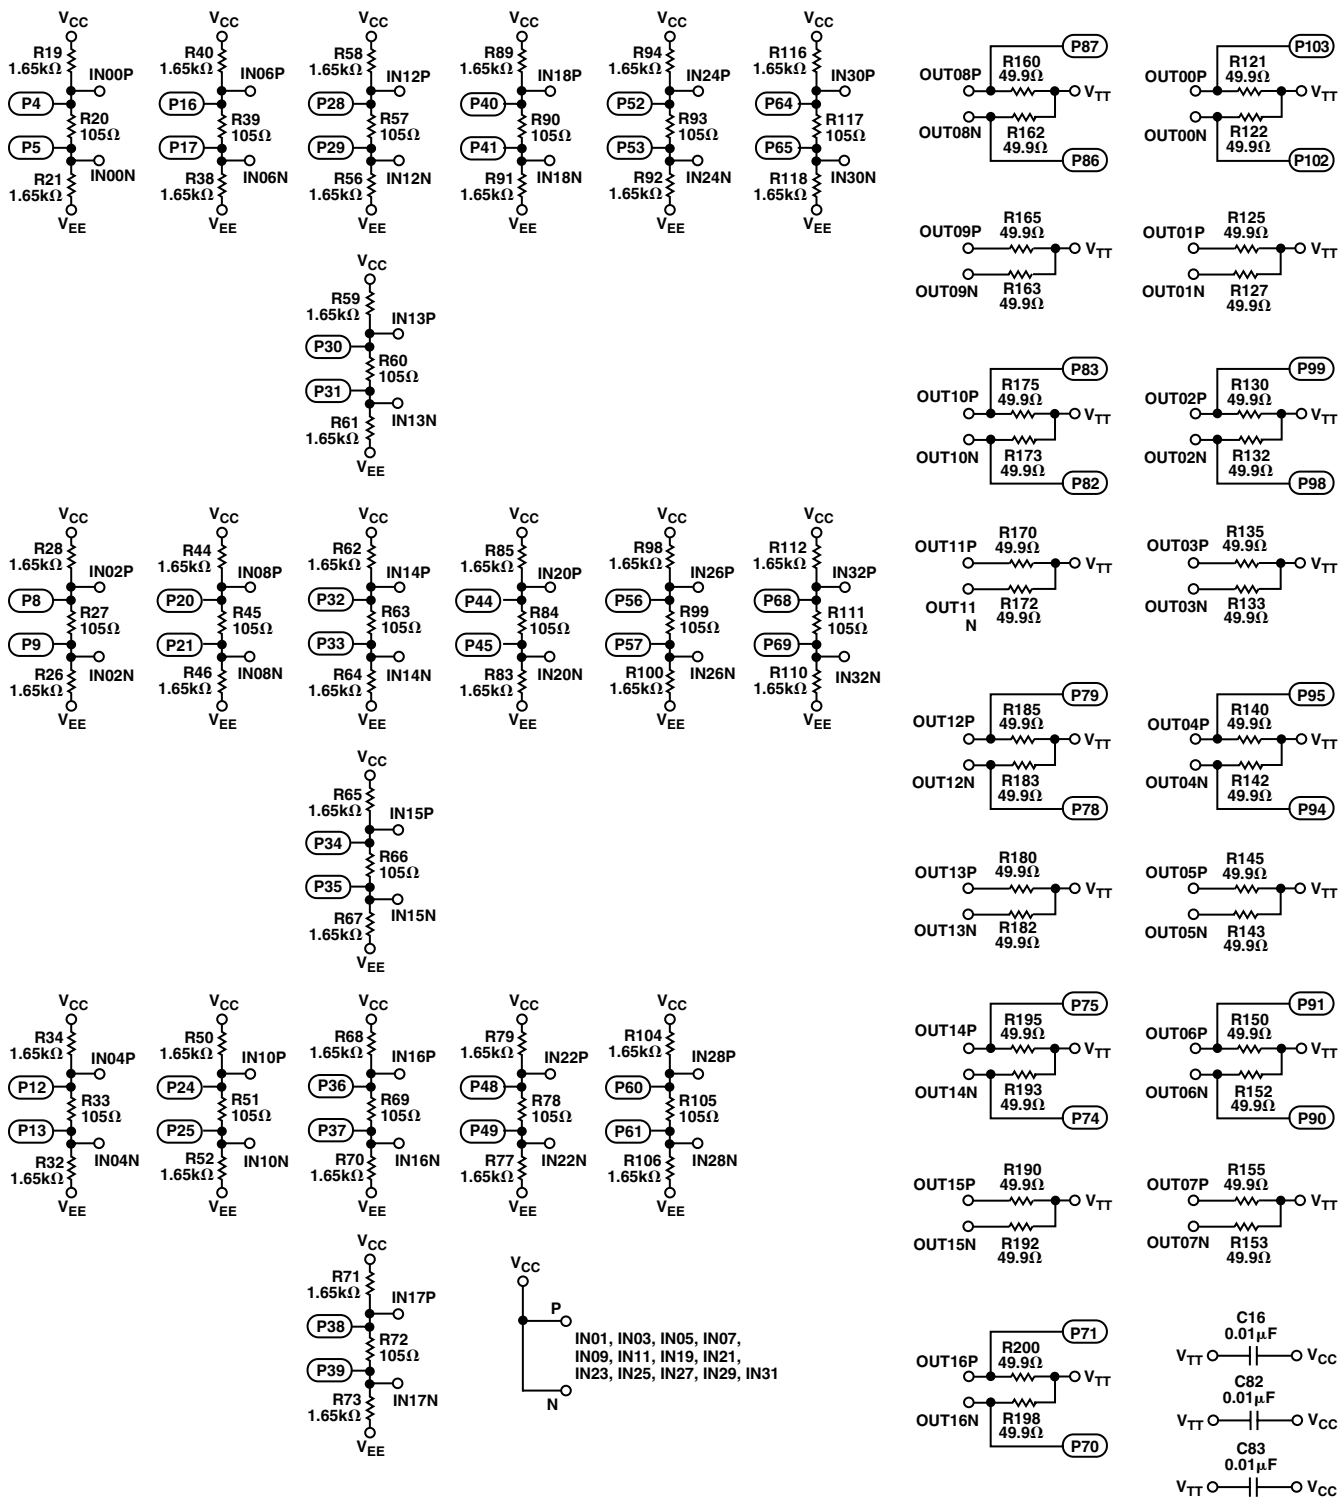 VCC
R19
1.65kΩ
IN00P
P4
R20
105Ω
P5
IN00N
R21
1.65kΩ
VEE
VCC
R40
1.65kΩ
IN06P
P16
R39
105Ω
P17
IN06N
R38
1.65kΩ
VEE
VCC
R58
1.65kΩ
IN12P
P28
R57
105Ω
P29
IN12N
R56
1.65kΩ
VEE
VCC
R89
1.65kΩ
IN18P
P40
R90
105Ω
P41
IN18N
R91
1.65kΩ
VEE
VCC
R94
1.65kΩ
IN24P
P52
R93
105Ω
P53
IN24N
R92
1.65kΩ
VEE
VCC
R116
1.65kΩ
IN30P
P64
R117
105Ω
P65
IN30N
R118
1.65kΩ
VEE
VCC
R59
1.65kΩ
IN13P
P30
R60
105Ω
P31
IN13N
R61
1.65kΩ
VEE
VCC
R28
1.65kΩ
IN02P
P8
R27
105Ω
P9
IN02N
R26
1.65kΩ
VEE
VCC
R44
1.65kΩ
IN08P
P20
R45
105Ω
P21
IN08N
R46
1.65kΩ
VEE
VCC
R62
1.65kΩ
IN14P
P32
R63
105Ω
P33
IN14N
R64
1.65kΩ
VEE
VCC
R85
1.65kΩ
IN20P
P44
R84
105Ω
P45
IN20N
R83
1.65kΩ
VEE
VCC
R98
1.65kΩ
IN26P
P56
R99
105Ω
P57
IN26N
R100
1.65kΩ
VEE
VCC
R112
1.65kΩ
IN32P
P68
R111
105Ω
P69
IN32N
R110
1.65kΩ
VEE
VCC
R65
1.65kΩ
IN15P
P34
R66
105Ω
P35
IN15N
R67
1.65kΩ
VEE
VCC
R34
1.65kΩ
IN04P
P12
R33
105Ω
P13
IN04N
R32
1.65kΩ
VEE
VCC
R50
1.65kΩ
IN10P
P24
R51
105Ω
P25
IN10N
R52
1.65kΩ
VEE
VCC
R68
1.65kΩ
IN16P
P36
R69
105Ω
P37
IN16N
R70
1.65kΩ
VEE
VCC
R79
1.65kΩ
IN22P
P48
R78
105Ω
P49
IN22N
R77
1.65kΩ
VEE
VCC
R104
1.65kΩ
IN28P
P60
R105
105Ω
P61
IN28N
R106
1.65kΩ
VEE
VCC
R71
1.65kΩ
IN17P
P38
R72
105Ω
P39
IN17N
R73
1.65kΩ
VEE
VCC
P
IN01, IN03, IN05, IN07,
IN09, IN11, IN19, IN21,
IN23, IN25, IN27, IN29, IN31
N
P87
R160
49.9Ω
OUT08P
VTT
OUT08N
R162
49.9Ω
P86
P103
R121
49.9Ω
OUT00P
VTT
OUT00N
R122
49.9Ω
P102
R165
49.9Ω
OUT09P
VTT
OUT09N
R163
49.9Ω
R125
49.9Ω
OUT01P
VTT
OUT01N
R127
49.9Ω
P83
R175
49.9Ω
OUT10P
VTT
OUT10N
R173
49.9Ω
P82
P99
R130
49.9Ω
OUT02P
VTT
OUT02N
R132
49.9Ω
P98
R170
49.9Ω
OUT11P
VTT
OUT11
N
R172
49.9Ω
R135
49.9Ω
OUT03P
VTT
OUT03N
R133
49.9Ω
P79
R185
49.9Ω
OUT12P
VTT
OUT12N
R183
49.9Ω
P78
P95
R140
49.9Ω
OUT04P
VTT
OUT04N
R142
49.9Ω
P94
R180
49.9Ω
OUT13P
VTT
OUT13N
R182
49.9Ω
R145
49.9Ω
OUT05P
VTT
OUT05N
R143
49.9Ω
P75
R195
49.9Ω
OUT14P
VTT
OUT14N
R193
49.9Ω
P74
P91
R150
49.9Ω
OUT06P
VTT
OUT06N
R152
49.9Ω
P90
R190
49.9Ω
OUT15P
VTT
OUT15N
R192
49.9Ω
R155
49.9Ω
OUT07P
VTT
OUT07N
R153
49.9Ω
P71
R200
49.9Ω
OUT16P
VTT
OUT16N
R198
49.9Ω
P70
C16
0.01µF
VTT VCC
C82
0.01µF
VTT VCC
C83
0.01µF
VTT VCC